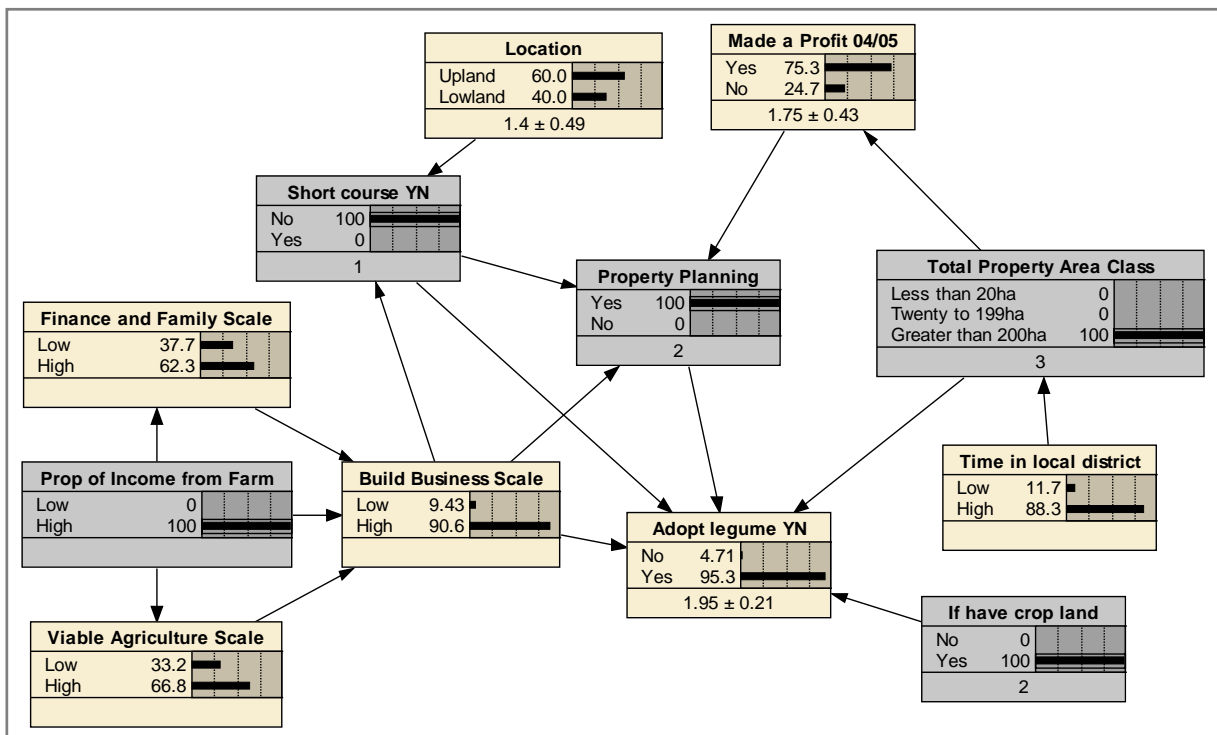 Location
Upland 60.0
Lowland 40.0
1.4 ± 0.49
Made a Profit 04/05
Yes 75.3
No 24.7
1.75 ± 0.43
Short course YN
No 100
Yes 0
1
Property Planning
Yes 100
No 0
2
Total Property Area Class
Less than 20ha 0
Twenty to 199ha 0
Greater than 200ha 100
3
Finance and Family Scale
Low 37.7
High 62.3
Prop of Income from Farm
Low 0
High 100
Build Business Scale
Low 9.43
High 90.6
Time in local district
Low 11.7
High 88.3
Adopt legume YN
No 4.71
Yes 95.3
1.95 ± 0.21
If have crop land
No 0
Yes 100
2
Viable Agriculture Scale
Low 33.2
High 66.8